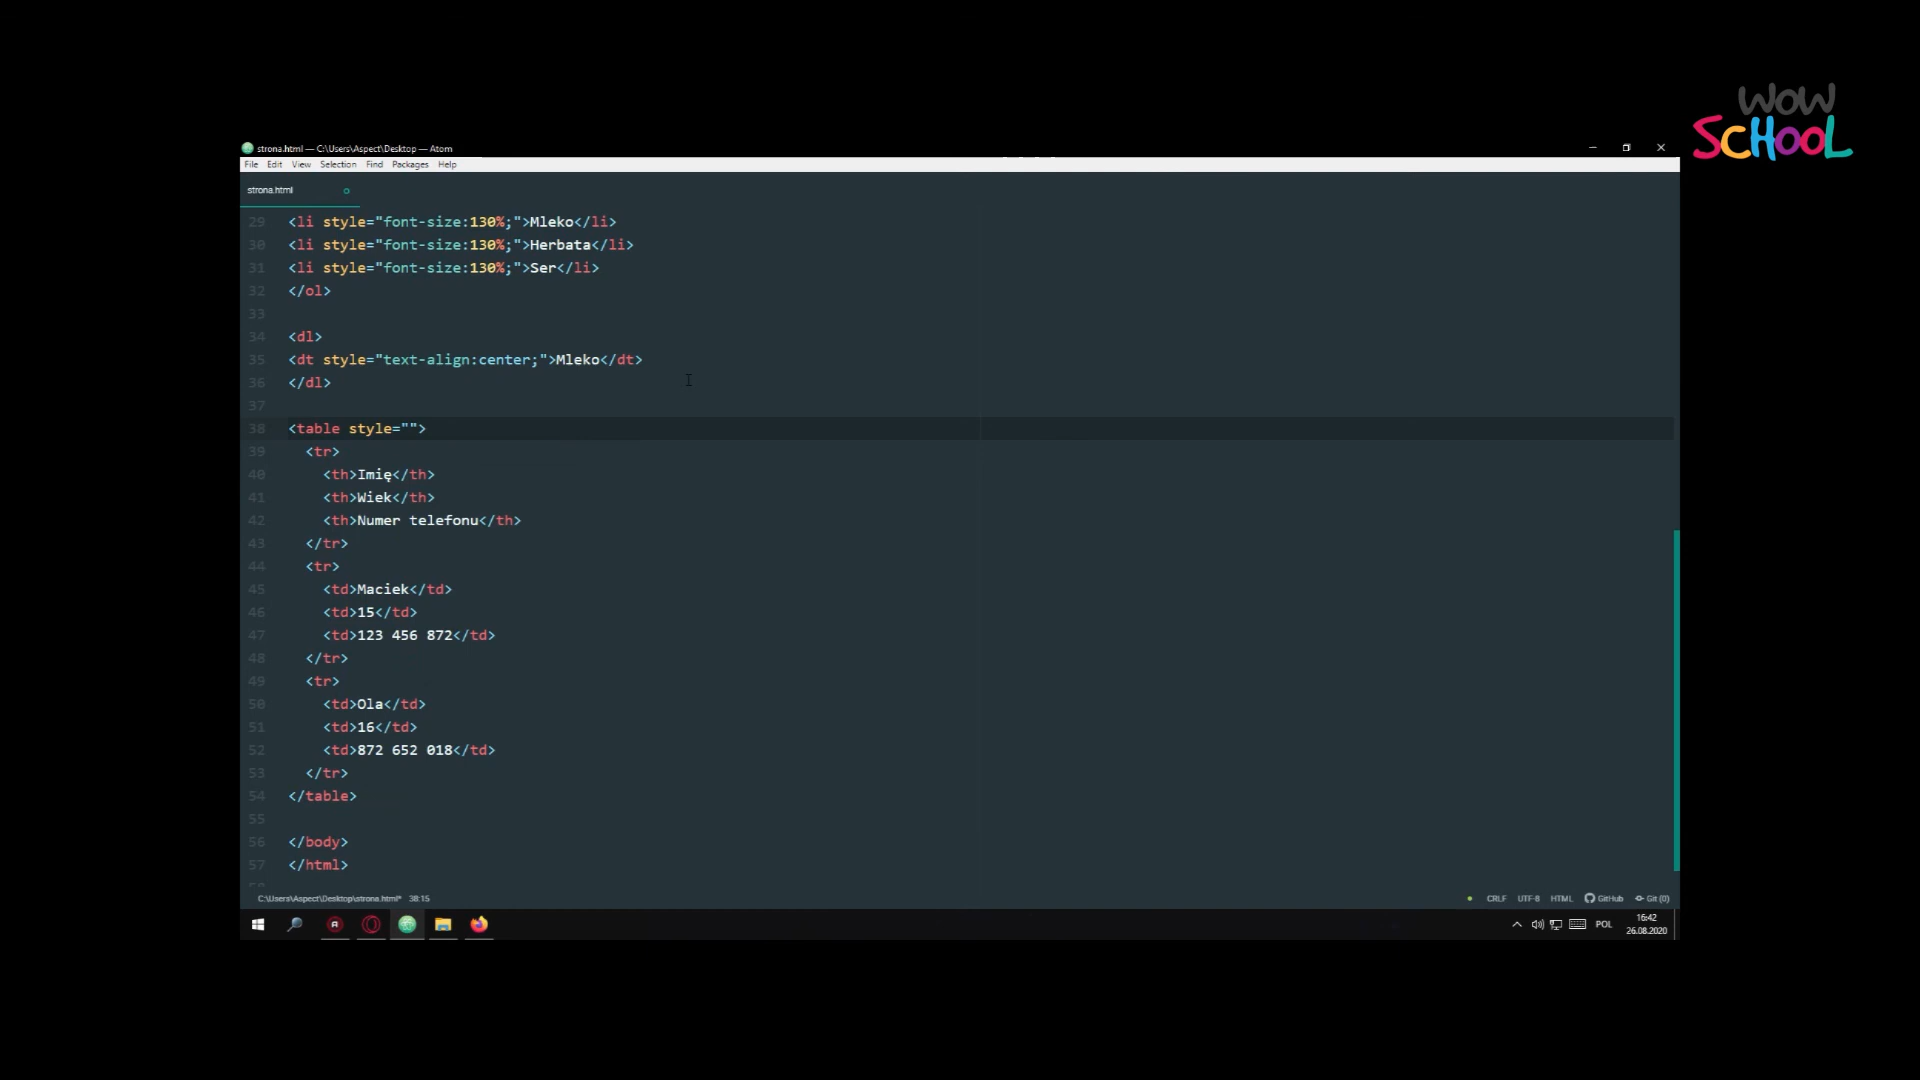 WOW
SCHOOL
strona.html — C:\Users\Aspect\Desktop — Atom
File Edit View Selection Find Packages Help
strona.html
29 <li style="font-size:130%;">Mleko</li>
30 <li style="font-size:130%;">Herbata</li>
31 <li style="font-size:130%;">Ser</li>
32 </ol>
33
34 <dl>
35 <dt style="text-align:center;">Mleko</dt>
36 </dl>
37
38 <table style="">
39 <tr>
40 <th>Imię</th>
41 <th>Wiek</th>
42 <th>Numer telefonu</th>
43 </tr>
44 <tr>
45 <td>Maciek</td>
46 <td>15</td>
47 <td>123 456 872</td>
48 </tr>
49 <tr>
50 <td>Ola</td>
51 <td>16</td>
52 <td>872 652 018</td>
53 </tr>
54 </table>
55
56 </body>
57 </html>
C:\Users\Aspect\Desktop\strona.html* 38:15 CRLF UTF-8 HTML GitHub Git (0)
POL 16:42
26.08.2020